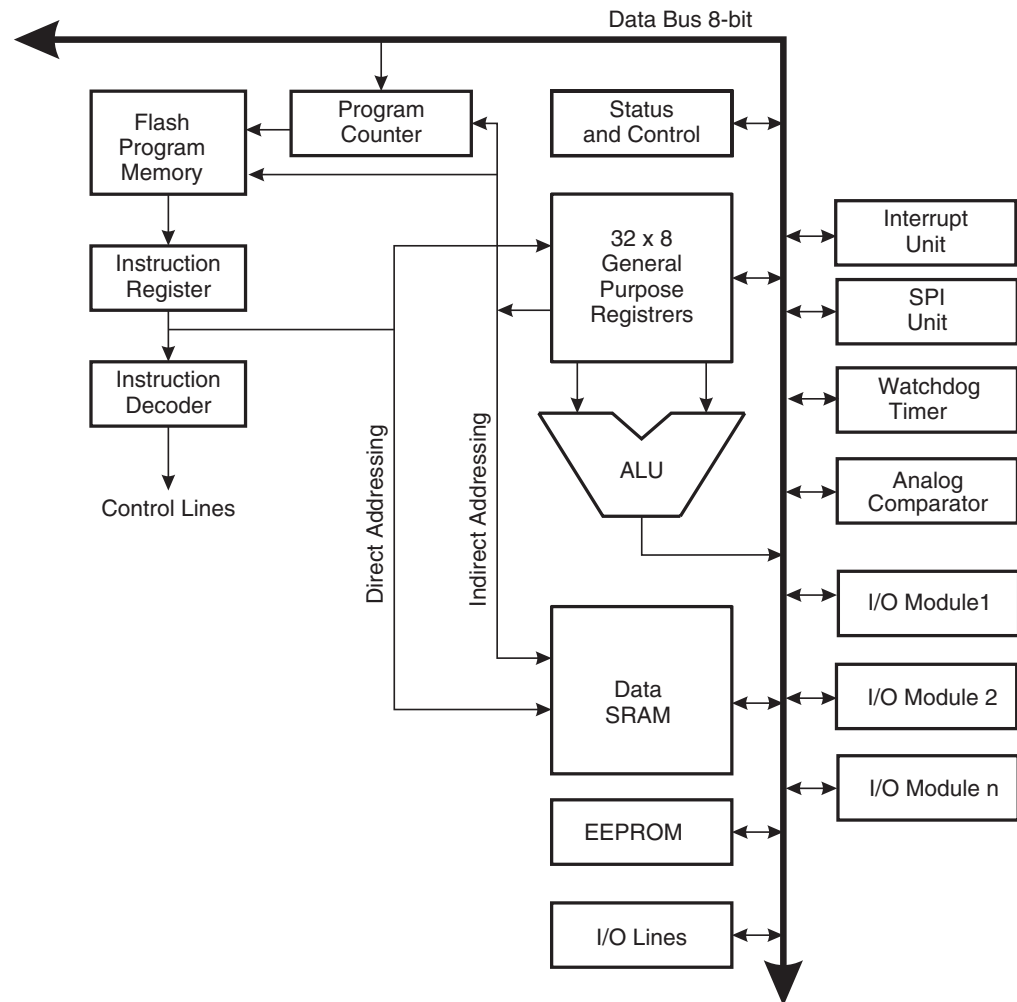 Data Bus 8-bit
Flash
Program
Memory
Program
Counter
Status
and Control
Instruction
Register
32 x 8
General
Purpose
Registrers
Interrupt
Unit
SPI
Unit
Instruction
Decoder
Watchdog
Timer
Control Lines
Direct Addressing
Indirect Addressing
ALU
Analog
Comparator
I/O Module1
Data
SRAM
I/O Module 2
I/O Module n
EEPROM
I/O Lines